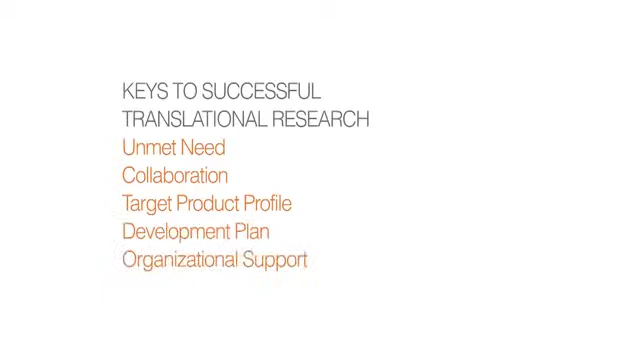 KEYS TO SUCCESSFUL
TRANSLATIONAL RESEARCH
Unmet Need
Collaboration
Target Product Profile
Development Plan
Organizational Support